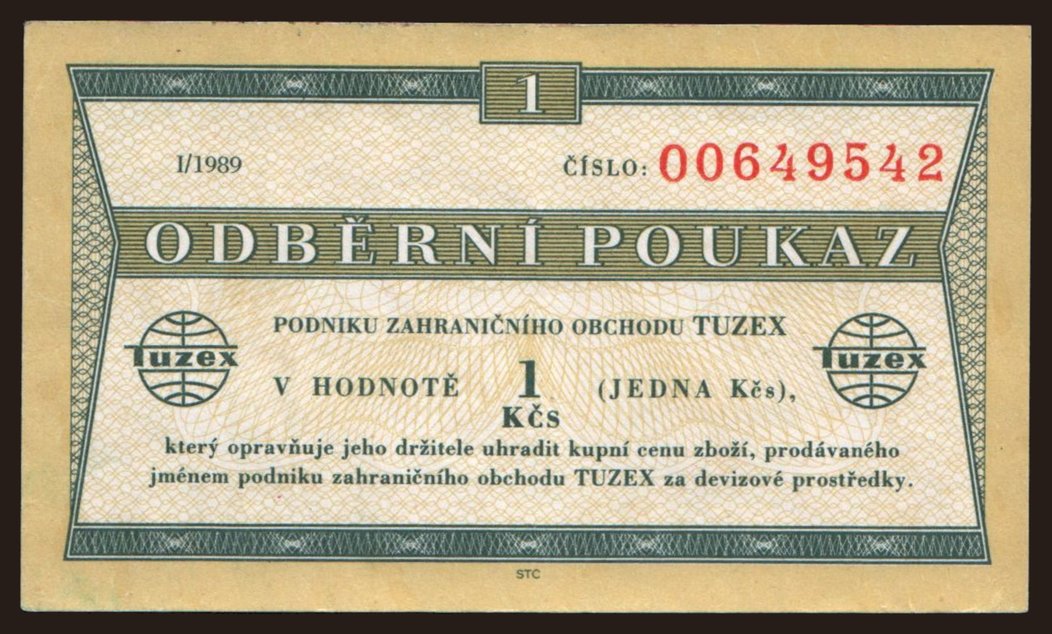 1
I/1989
ČÍSLO: 00649542
ODBĚRNÍ POUKAZ
PODNIKU ZAHRANIČNÍHO OBCHODU TUZEX
Tuzex
V HODNOTĚ 1 Kčs (JEDNA Kčs),
Tuzex
který opravňuje jeho držitele uhradit kupní cenu zboží, prodávaného
jménem podniku zahraničního obchodu TUZEX za devizové prostředky.
STC